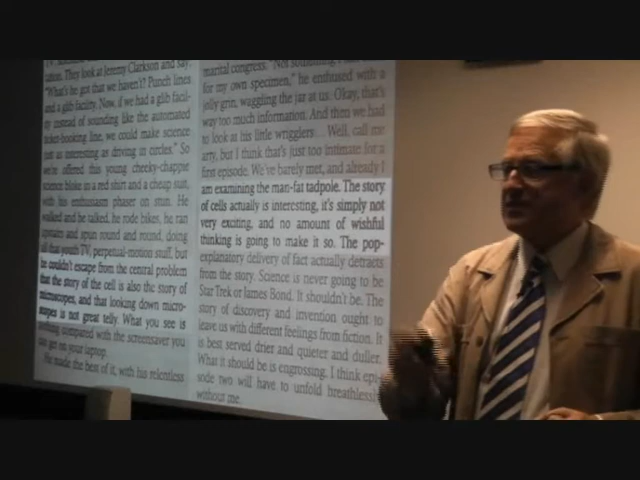 cation. They look at Jeremy Clarkson and say,
"What's he got that we haven't? Punch lines
and a glib faculty. Now, if we had a glib facil-
ity instead of sounding like the automated
ticket-booking line, we could make science
just as interesting as driving in circles." So
we're offered this young cheeky-chappie
science bloke in a red shirt and a cheap suit,
with his enthusiasm phaser on stun. He
walked and he talked, he rode bikes, he ran
upstairs and spun round and round, doing
all that youth TV, perpetual-motion stuff, but
he couldn't escape from the central problem
that the story of the cell is also the story of
microscopes, and that looking down micro-
scopes is not great telly. What you see is
nothing compared with the screensaver you
can get on your laptop.
He made the best of it, with his relentless
marital congress.
for my own specimen," he enthused with a
jolly grin, waggling the jar at us. Okay, that's
way too much information. And then we had
to look at his little wrigglers... Well, call me
arty, but I think that's just too intimate for a
first episode. We've barely met, and already I
am examining the man-fat tadpole. The story
of cells actually is interesting, it's simply not
very exciting, and no amount of wishful
thinking is going to make it so. The pop-
explanatory delivery of fact actually detracts
from the story. Science is never going to be
Star Trek or James Bond. It shouldn't be. The
story of discovery and invention ought to
leave us with different feelings from fiction. It
is best served drier and quieter and duller.
What it should be is engrossing. I think epi-
sode two will have to unfold breathlessly
without me.